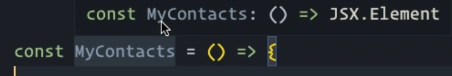 const MyContacts: () => JSX.Element
const MyContacts = () => {